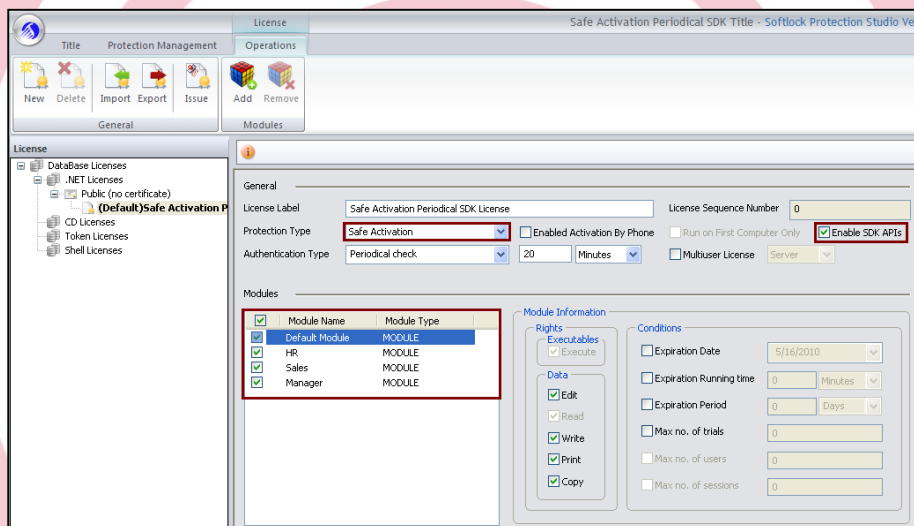 License
Safe Activation Periodical SDK Title - Softlock Protection Studio Ve
Title Protection Management Operations
New Delete Import Export Issue Add Remove
General Modules
License
DataBase Licenses
.NET Licenses
Public (no certificate)
(Default)Safe Activation P
CD Licenses
Token Licenses
Shell Licenses
General
License Label Safe Activation Periodical SDK License License Sequence Number 0
Protection Type Safe Activation Enabled Activation By Phone Run on First Computer Only Enable SDK APIs
Authentication Type Periodical check 20 Minutes Multiuser License Server
Modules
Module Name Module Type
Default Module MODULE
HR MODULE
Sales MODULE
Manager MODULE
Module Information
Rights
Executables
Execute
Data
Edit
Read
Write
Print
Copy
Conditions
Expiration Date 5/16/2010
Expiration Running time 0 Minutes
Expiration Period 0 Days
Max no. of trials 0
Max no. of users 0
Max no. of sessions 0